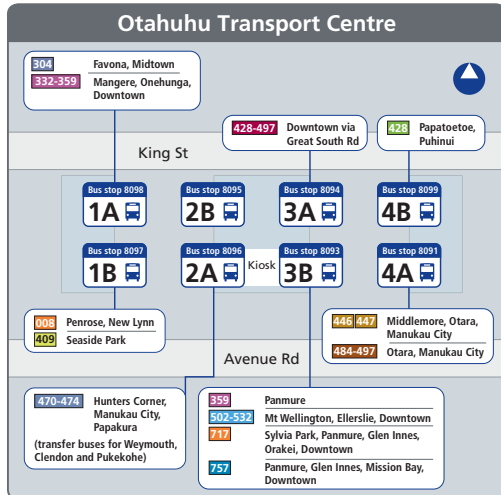 Otahuhu Transport Centre
304 Favona, Midtown
332-359 Mangere, Onehunga,
Downtown
428-497 Downtown via
Great South Rd
428 Papatoetoe,
Puhinui
King St
Bus stop 8098
1A
Bus stop 8095
2B
Bus stop 8094
3A
Bus stop 8099
4B
Bus stop 8097
1B
Bus stop 8096
2A
Kiosk
Bus stop 8093
3B
Bus stop 8091
4A
008 Penrose, New Lynn
409 Seaside Park
446 447 Middlemore, Otara,
Manukau City
484-497 Otara, Manukau City
Avenue Rd
470-474 Hunters Corner,
Manukau City,
Papakura
(transfer buses for Weymouth,
Clendon and Pukekohe)
359 Panmure
502-532 Mt Wellington, Ellerslie, Downtown
717 Sylvia Park, Panmure, Glen Innes,
Orakei, Downtown
757 Panmure, Glen Innes, Mission Bay,
Downtown